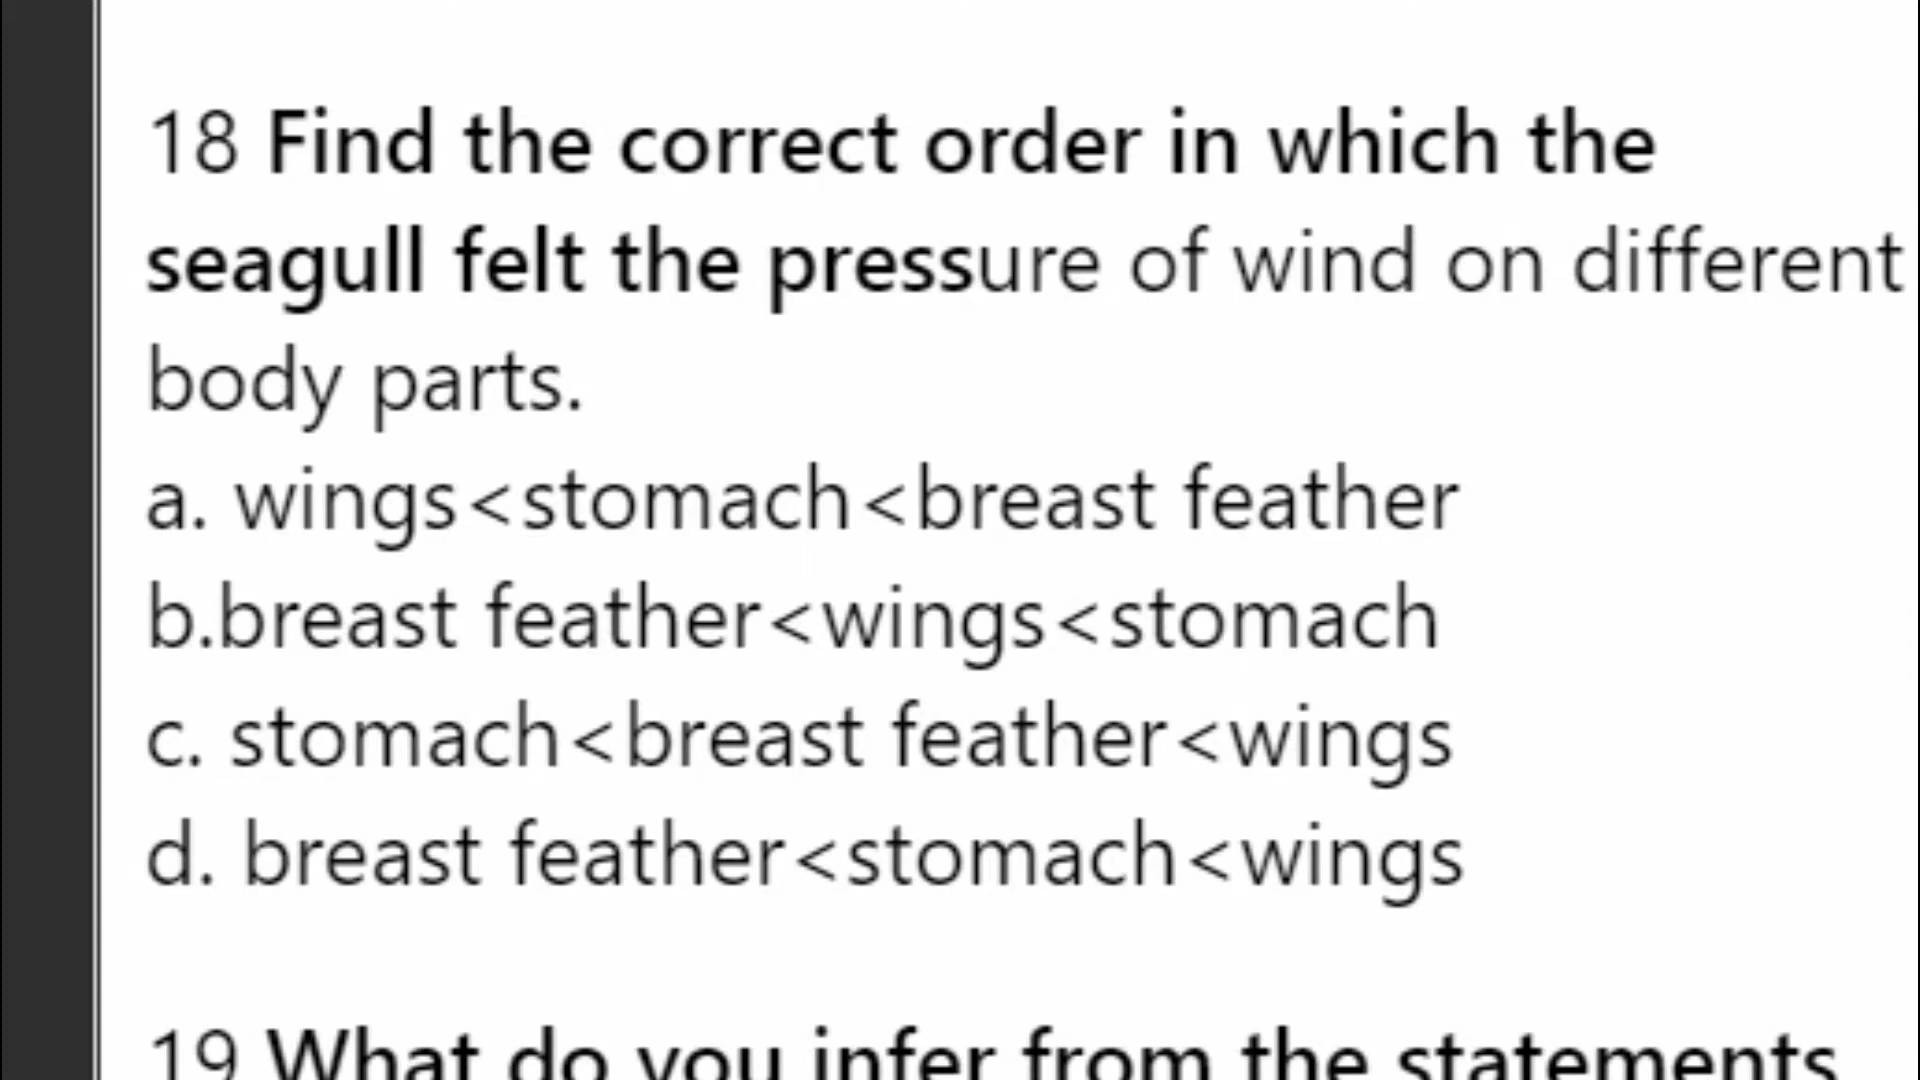 18 Find the correct order in which the
seagull felt the pressure of wind on different
body parts.
a. wings<stomach<breast feather
b.breast feather<wings<stomach
c. stomach<breast feather<wings
d. breast feather<stomach<wings
19 What do you infer from the statements